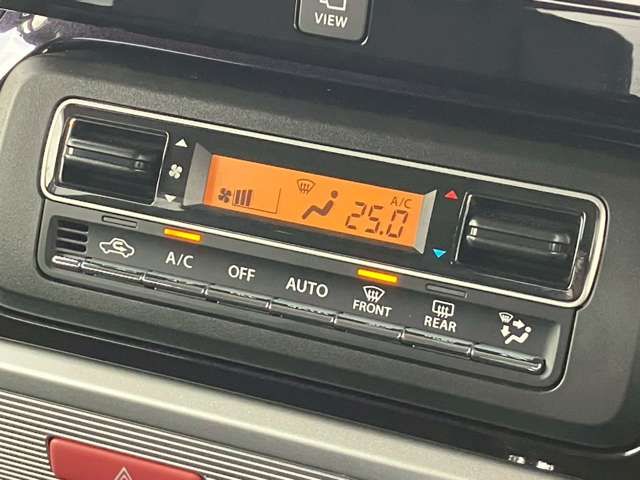 VIEW
A/C
25.0
A/C
OFF
AUTO
FRONT
REAR